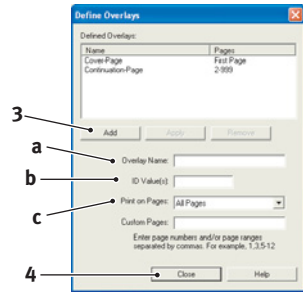 Define Overlays
Defined Overlays:
Name Pages
Cover-Page First Page
Continuation-Page 2-999
3 Add Apply Remove
a Overlay Name:
b ID Value(s):
c Print on Pages: All Pages
Custom Pages:
Enter page numbers and/or page ranges
separated by commas. For example, 1,3,5-12
4 Close Help